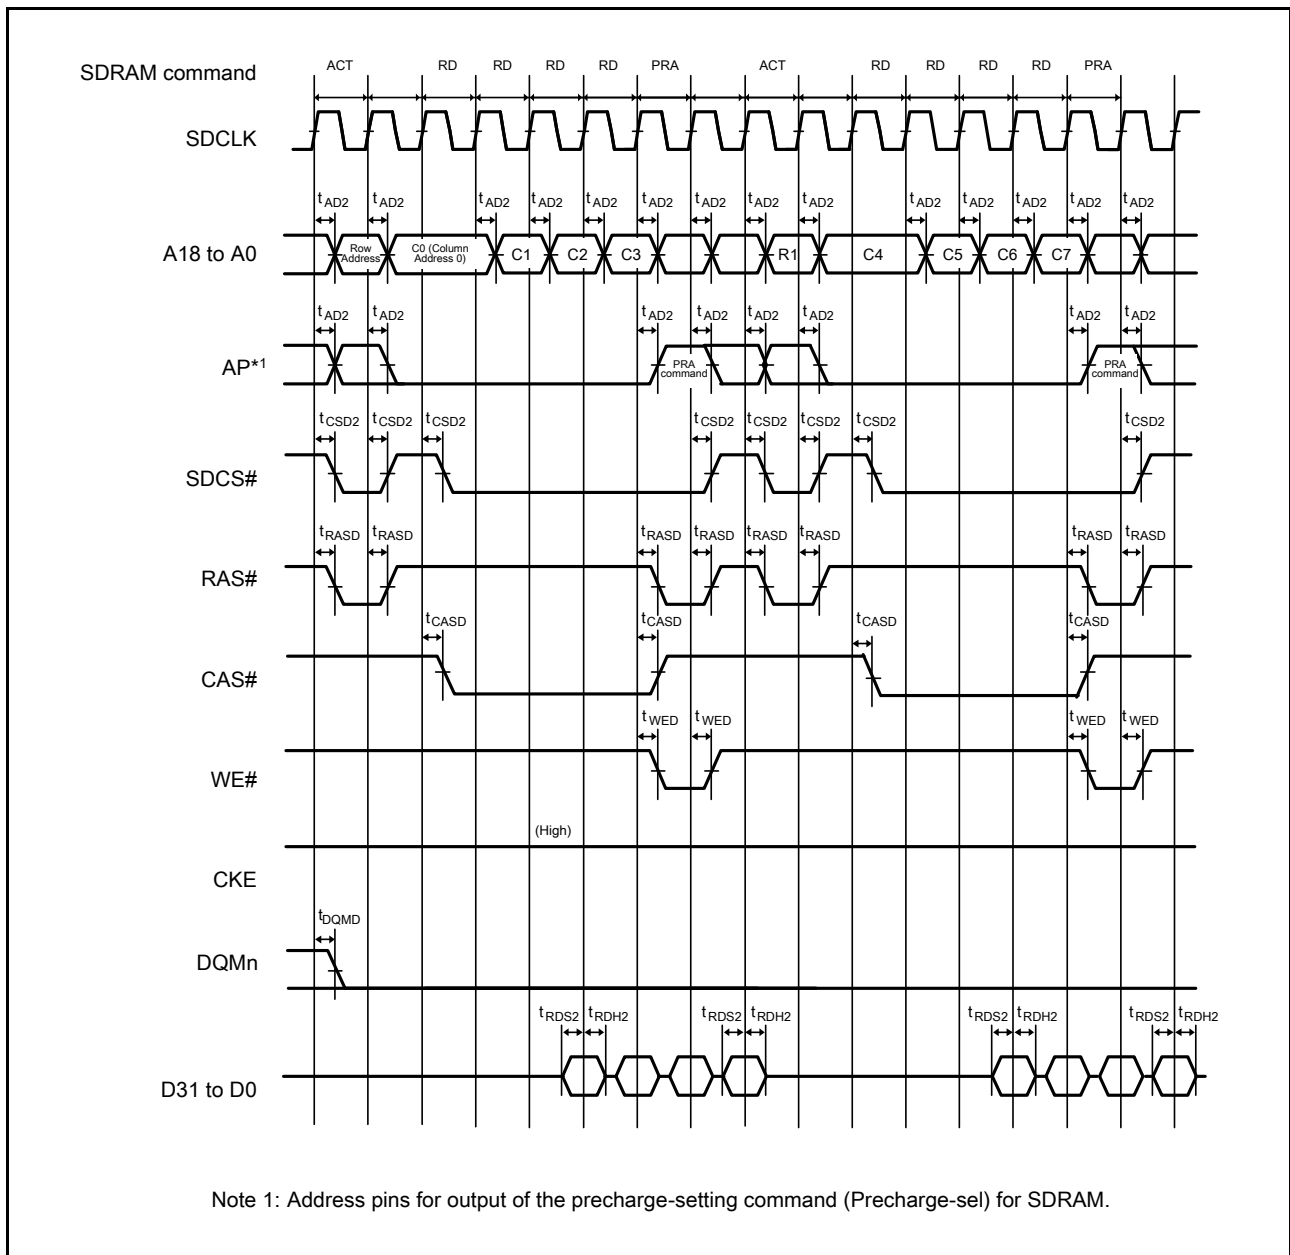 ACT RD RD RD RD PRA ACT RD RD RD RD PRA
SDRAM command
SDCLK
tAD2 tAD2 tAD2 tAD2 tAD2 tAD2 tAD2 tAD2 tAD2 tAD2 tAD2 tAD2 tAD2 tAD2
A18 to A0
Row Address C0 (Column Address 0) C1 C2 C3 R1 C4 C5 C6 C7
tAD2 tAD2 tAD2 tAD2 tAD2 tAD2 tAD2 tAD2
AP*1
PRA command PRA command
tCSD2 tCSD2 tCSD2 tCSD2 tCSD2 tCSD2 tCSD2 tCSD2
SDCS#
tRASD tRASD tRASD tRASD tRASD tRASD tRASD tRASD
RAS#
tCASD tCASD tCASD tCASD
CAS#
tWED tWED tWED tWED
WE#
(High)
CKE
tDQMD
DQMn
tRDS2 tRDH2 tRDS2 tRDH2 tRDS2 tRDH2 tRDS2 tRDH2
D31 to D0
Note 1: Address pins for output of the precharge-setting command (Precharge-sel) for SDRAM.